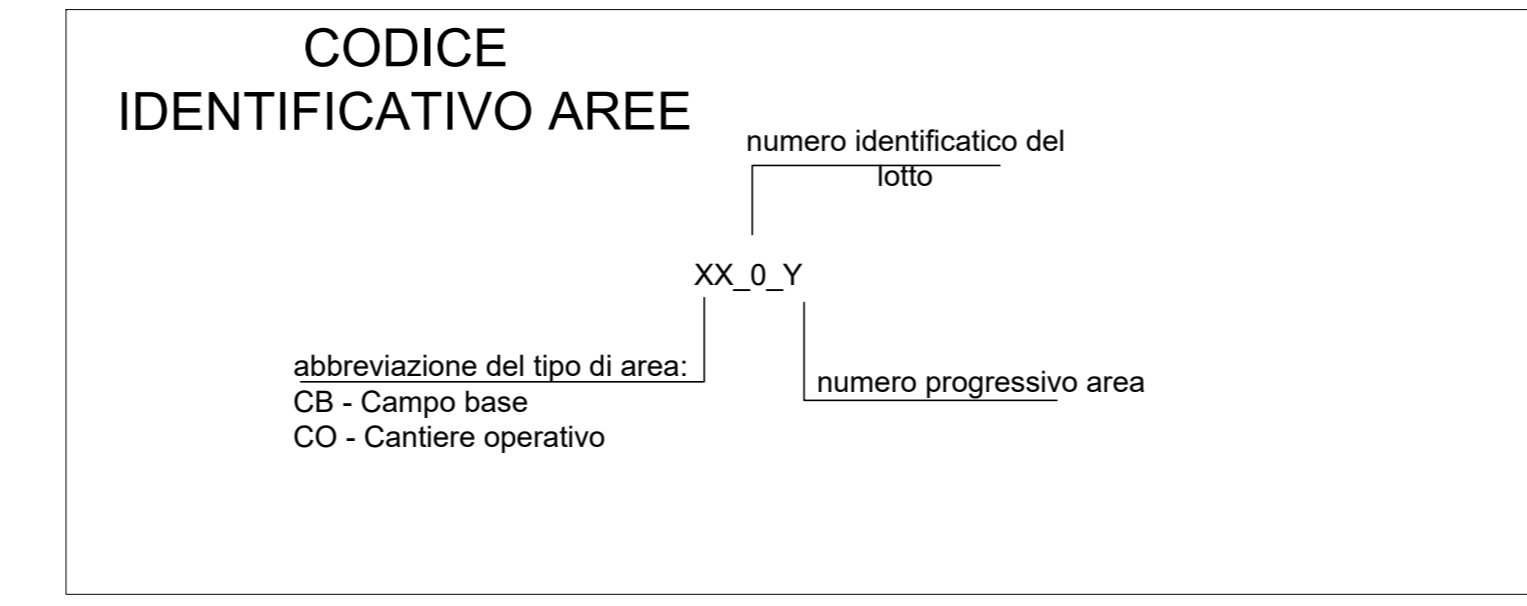 CODICE
IDENTIFICATIVO AREE
numero identificatico del
lotto
XX_0_Y
abbreviazione del tipo di area:
CB - Campo base
CO - Cantiere operativo
numero progressivo area